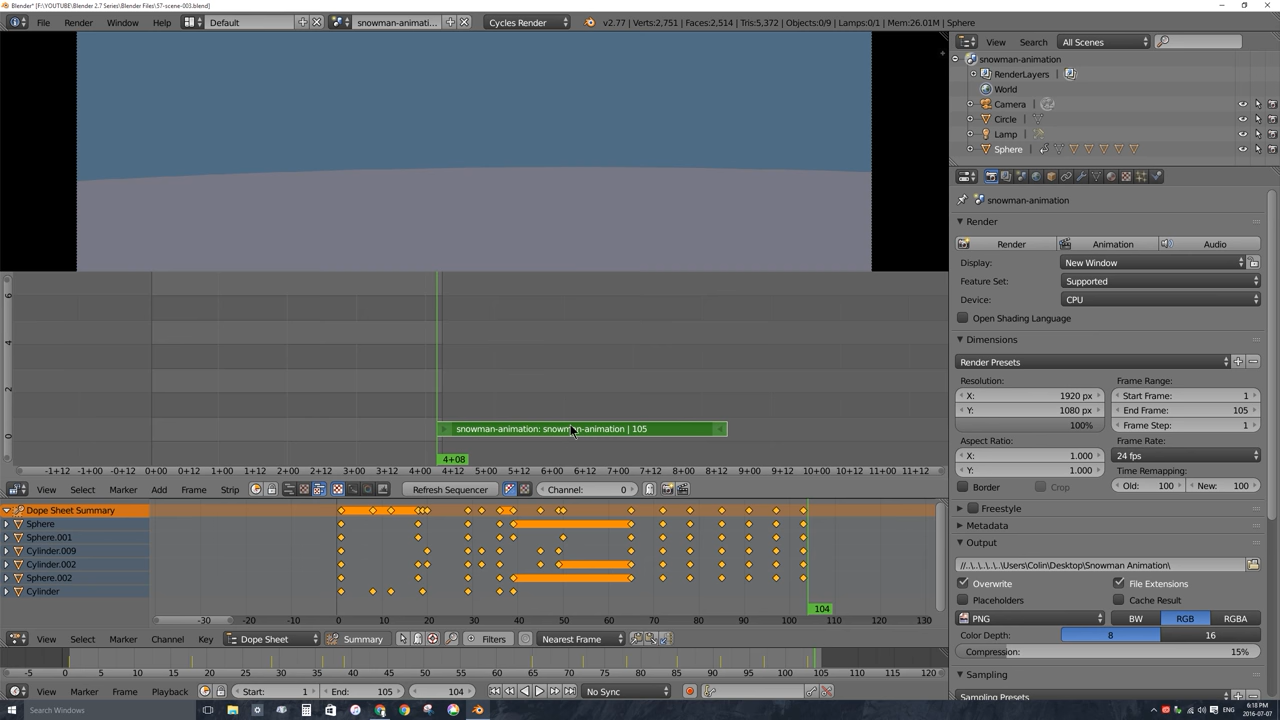 Blender* [F:\YOUTUBE\Blender 2.7 Series\Blender Files\57-scene-003.blend]
File Render Window Help Default snowman-animati... Cycles Render v2.77 | Verts:2,751 | Faces:2,514 | Tris:5,372 | Objects:0/9 | Lamps:0/1 | Mem:26.01M | Sphere
View Search All Scenes
snowman-animation
RenderLayers |
World
Camera |
Circle |
Lamp |
Sphere |
snowman-animation
Render
Render Animation Audio
Display: New Window
Feature Set: Supported
Device: CPU
Open Shading Language
Dimensions
Render Presets
Resolution: Frame Range:
X: 1920 px Start Frame: 1
Y: 1080 px End Frame: 105
100% Frame Step: 1
Aspect Ratio: Frame Rate:
X: 1.000 24 fps
Y: 1.000 Time Remapping:
Old: 100 New: 100
Border Crop
Freestyle
Metadata
Output
//..\..\..\..\Users\Colin\Desktop\Snowman Animation\
Overwrite File Extensions
Placeholders Cache Result
PNG BW RGB RGBA
Color Depth: 8 16
Compression: 15%
Sampling
Sampling Presets
6
4
2
0
snowman-animation: snowman-animation | 105
4+08
-1+12 0+00 0+12 1+00 1+12 2+00 2+12 3+00 3+12 4+00 4+12 5+00 5+12 6+00 6+12 7+00 7+12 8+00 8+12 9+00 9+12 10+00 10+12 11+00 11+12
View Select Marker Add Frame Strip Refresh Sequencer Channel: 0
Dope Sheet Summary
Sphere
Sphere.001
Cylinder.009
Cylinder.002
Sphere.002
Cylinder
104
-30 -20 -10 0 10 20 30 40 50 60 70 80 90 100 110 120 130
View Select Marker Channel Key Dope Sheet Summary Filters Nearest Frame
-5 0 5 10 15 20 25 30 35 40 45 50 55 60 65 70 75 80 85 90 95 100 105 110 115 120 125 130
View Marker Frame Playback Start: 1 End: 105 104 No Sync
Search Windows
ENG
6:18 PM
2016-07-07